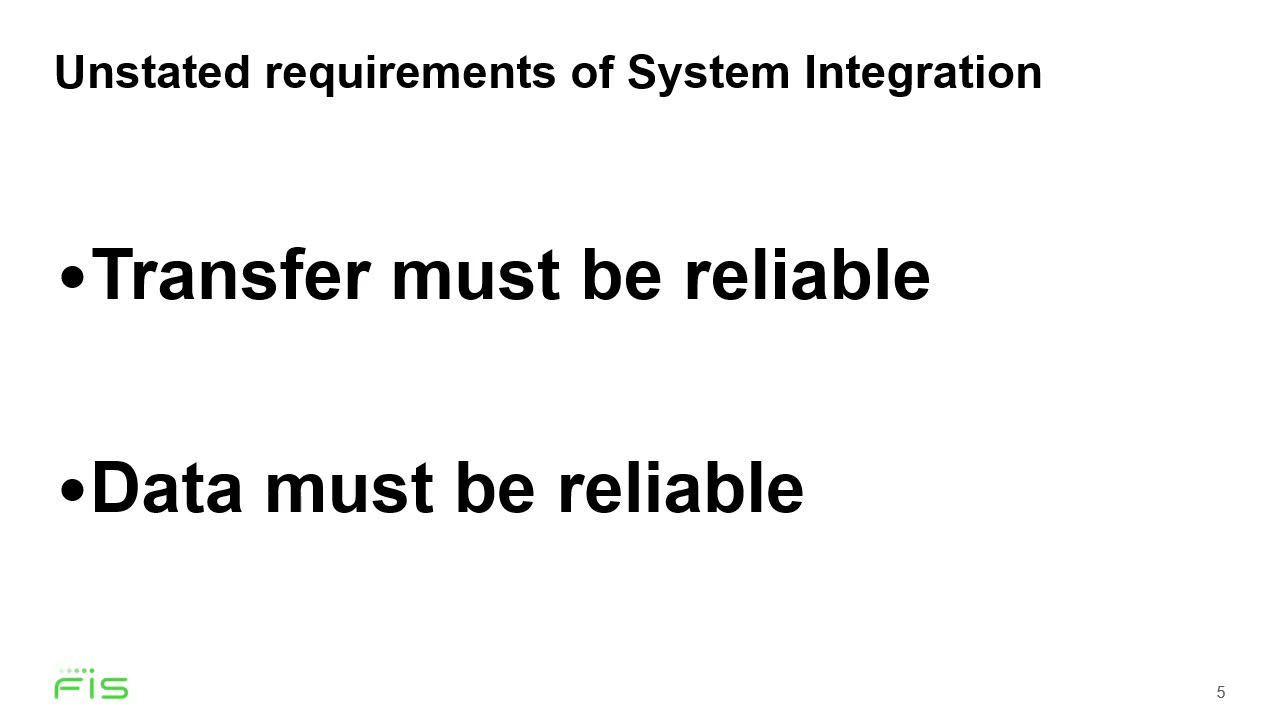 Unstated requirements of System Integration
•Transfer must be reliable
•Data must be reliable
FIS
5